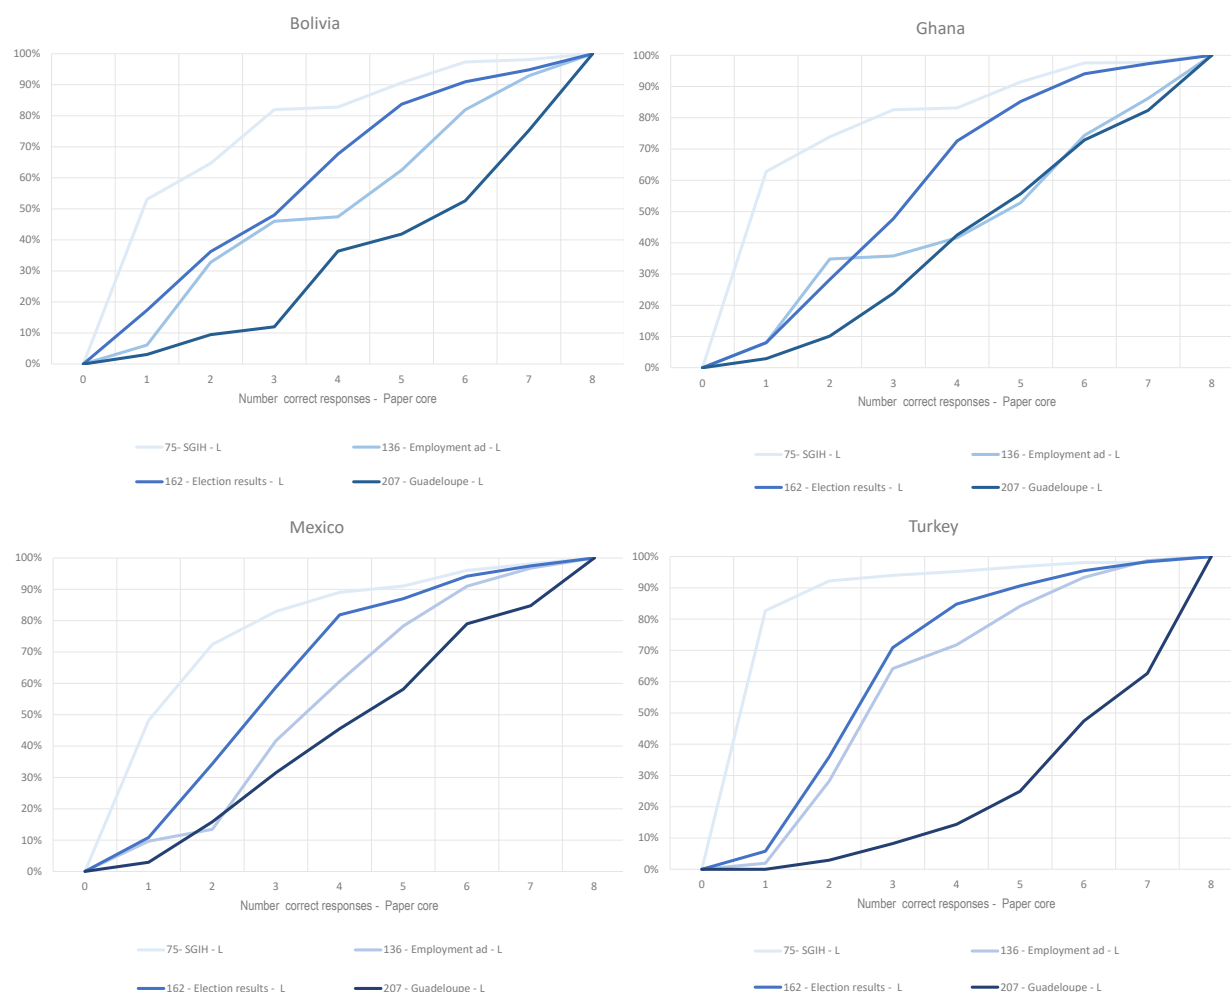 Bolivia
100%
90%
80%
70%
60%
50%
40%
30%
20%
10%
0%
0 1 2 3 4 5 6 7 8
Number correct responses - Paper core
75- SGIH - L 136 - Employment ad - L
162 - Election results - L 207 - Guadeloupe - L
Ghana
100%
90%
80%
70%
60%
50%
40%
30%
20%
10%
0%
0 1 2 3 4 5 6 7 8
Number correct responses - Paper core
75- SGIH - L 136 - Employment ad - L
162 - Election results - L 207 - Guadeloupe - L
Mexico
100%
90%
80%
70%
60%
50%
40%
30%
20%
10%
0%
0 1 2 3 4 5 6 7 8
Number correct responses - Paper core
75- SGIH - L 136 - Employment ad - L
162 - Election results - L 207 - Guadeloupe - L
Turkey
100%
90%
80%
70%
60%
50%
40%
30%
20%
10%
0%
0 1 2 3 4 5 6 7 8
Number correct responses - Paper core
75- SGIH - L 136 - Employment ad - L
162 - Election results - L 207 - Guadeloupe - L